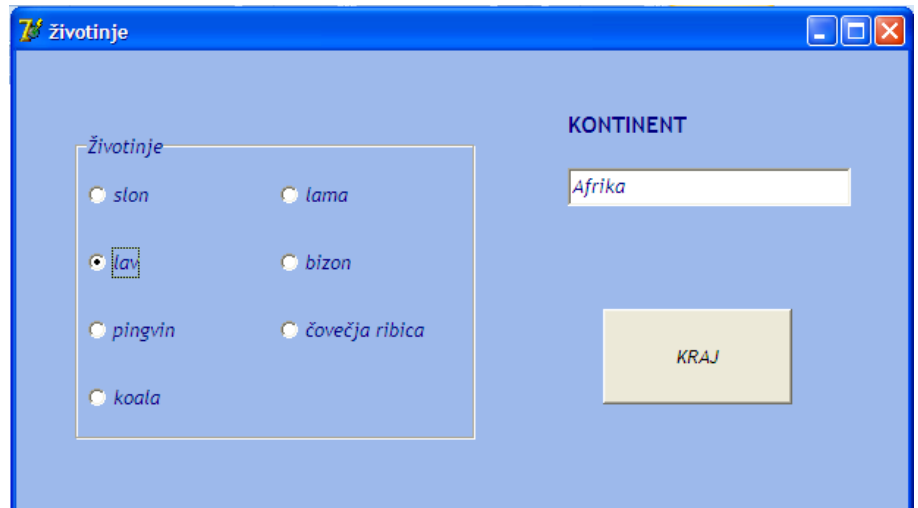 životinje
KONTINENT
Životinje
slon
lama
Afrika
lav
bizon
pingvin
čovečja ribica
KRAJ
koala